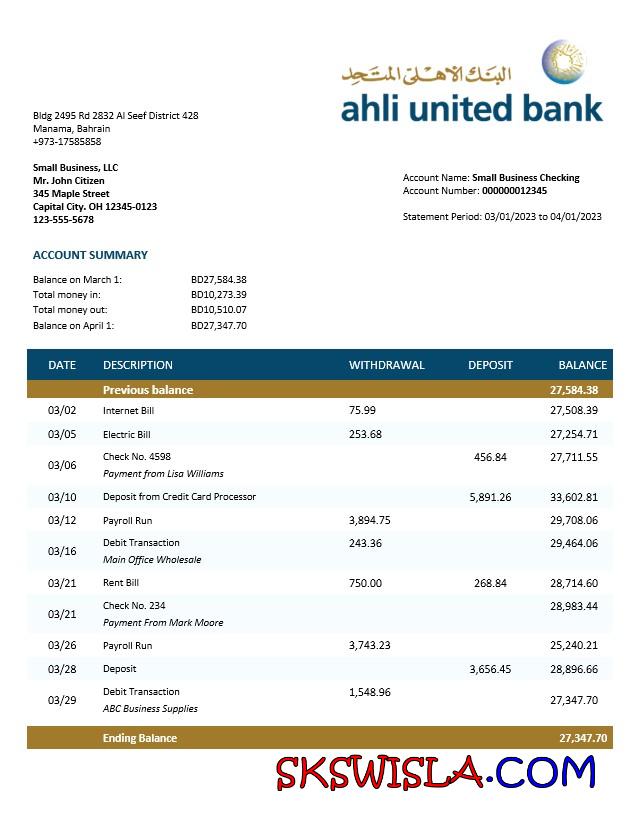 البنك الأهلي المتحد
ahli united bank
Bldg 2495 Rd 2832 Al Seef District 428
Manama, Bahrain
+973-17585858
Small Business, LLC
Mr. John Citizen
345 Maple Street
Capital City. OH 12345-0123
123-555-5678
Account Name: Small Business Checking
Account Number: 000000012345
Statement Period: 03/01/2023 to 04/01/2023
ACCOUNT SUMMARY
Balance on March 1: BD27,584.38
Total money in: BD10,273.39
Total money out: BD10,510.07
Balance on April 1: BD27,347.70
DATE DESCRIPTION WITHDRAWAL DEPOSIT BALANCE
Previous balance 27,584.38
03/02 Internet Bill 75.99 27,508.39
03/05 Electric Bill 253.68 27,254.71
03/06 Check No. 4598 456.84 27,711.55
Payment from Lisa Williams
03/10 Deposit from Credit Card Processor 5,891.26 33,602.81
03/12 Payroll Run 3,894.75 29,708.06
03/16 Debit Transaction 243.36 29,464.06
Main Office Wholesale
03/21 Rent Bill 750.00 268.84 28,714.60
03/21 Check No. 234 28,983.44
Payment From Mark Moore
03/26 Payroll Run 3,743.23 25,240.21
03/28 Deposit 3,656.45 28,896.66
03/29 Debit Transaction 1,548.96 27,347.70
ABC Business Supplies
Ending Balance 27,347.70
SKSWISLA.COM